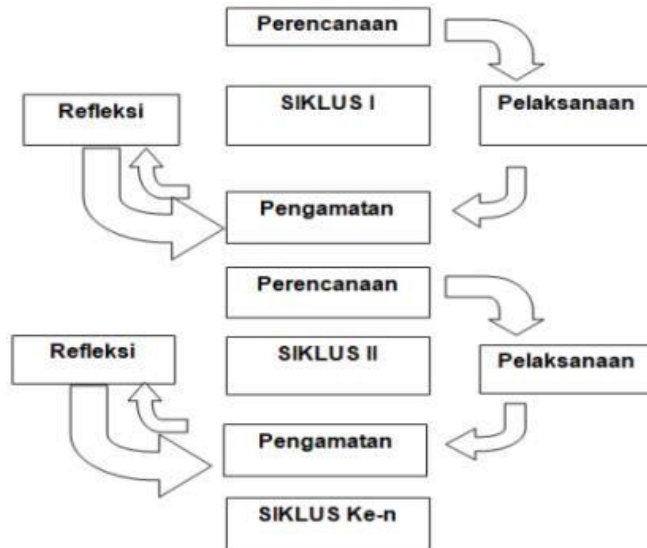 Perencanaan
Refleksi
SIKLUS I
Pelaksanaan
Pengamatan
Perencanaan
Refleksi
SIKLUS II
Pelaksanaan
Pengamatan
SIKLUS Ke-n